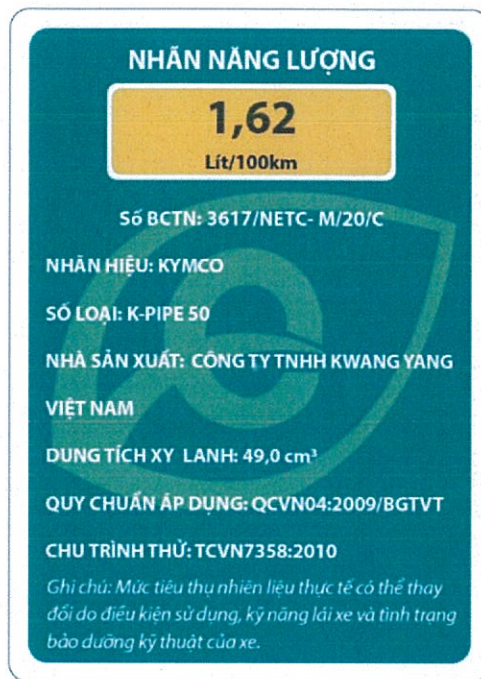 NHÃN NĂNG LƯỢNG
1,62
Lít/100km
Số BCTN: 3617/NETC- M/20/C
NHÃN HIỆU: KYMCO
SỐ LOẠI: K-PIPE 50
NHÀ SẢN XUẤT: CÔNG TY TNHH KWANG YANG
VIỆT NAM
DUNG TÍCH XY LANH: 49,0 cm³
QUY CHUẨN ÁP DỤNG: QCVN04:2009/BGTVT
CHU TRÌNH THỬ: TCVN7358:2010
Ghi chú: Mức tiêu thụ nhiên liệu thực tế có thể thay
đổi do điều kiện sử dụng, kỹ năng lái xe và tình trạng
bảo dưỡng kỹ thuật của xe.